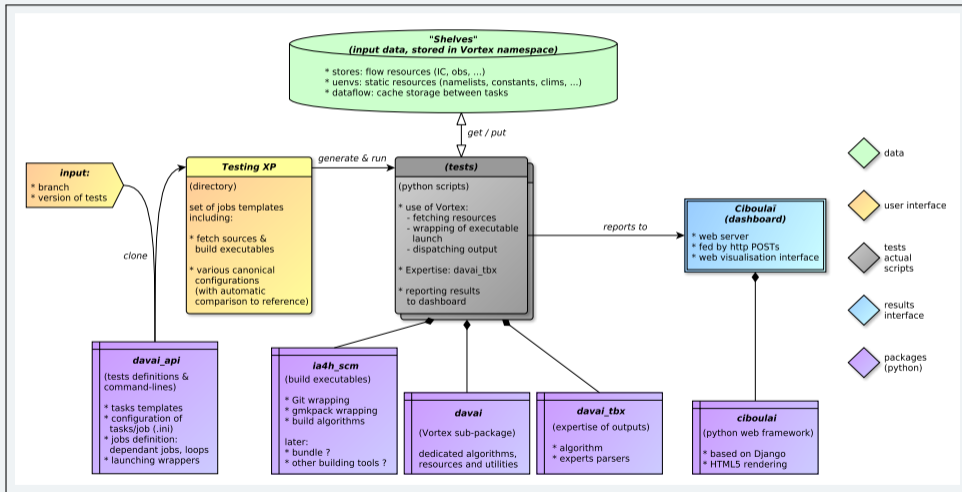 "Shelves"
(input data, stored in Vortex namespace)
* stores: flow resources (IC, obs, ...)
* uenvs: static resources (namelists, constants, clims, ...)
* dataflow: cache storage between tasks
get / put
input:
* branch
* version of tests
clone
Testing XP
(directory)
set of jobs templates
including:
* fetch sources &
build executables
* various canonical
configurations
(with automatic
comparison to reference)
generate & run
(tests)
(python scripts)
* use of Vortex:
- fetching resources
- wrapping of executable
launch
- dispatching output
* Expertise: davai_tbx
* reporting results
to dashboard
reports to
Ciboulaï
(dashboard)
* web server
* fed by http POSTs
* web visualisation interface
data
user interface
tests
actual
scripts
results
interface
packages
(python)
davai_api
(tests definitions &
command-lines)
* tasks templates
* configuration of
tasks/job (.ini)
* jobs definition:
dependant jobs, loops
* launching wrappers
ia4h_scm
(build executables)
* Git wrapping
* gmkpack wrapping
* build algorithms
later:
* bundle ?
* other building tools ?
davai
(Vortex sub-package)
dedicated algorithms,
resources and utilities
davai_tbx
(expertise of outputs)
* algorithm
* experts parsers
ciboulai
(python web framework)
* based on Django
* HTML5 rendering